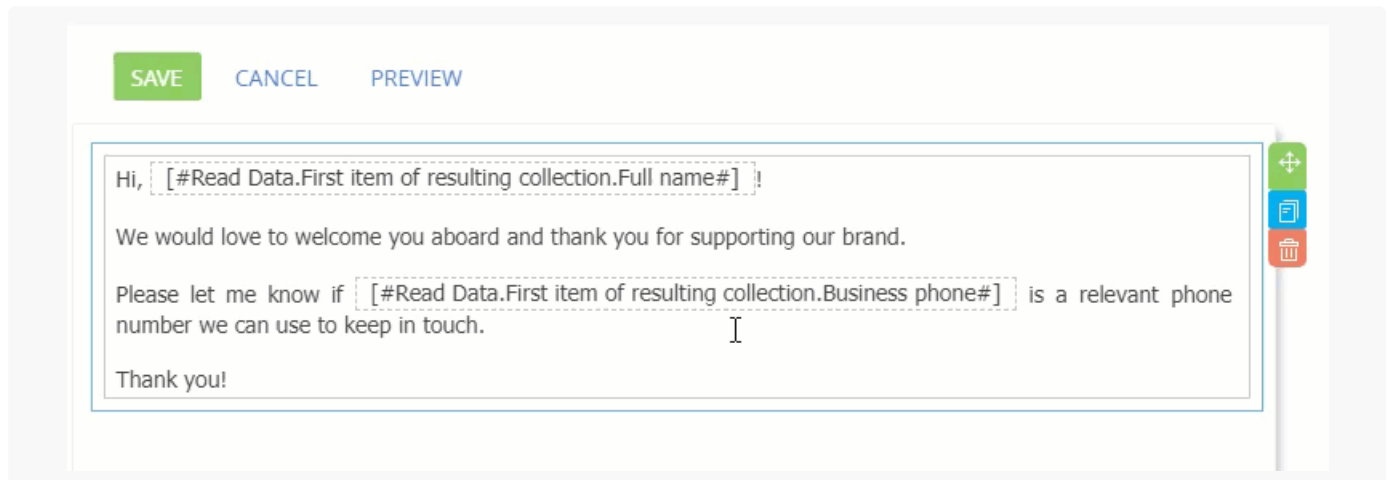 SAVE CANCEL PREVIEW
Hi, [#Read Data.First item of resulting collection.Full name#] !
We would love to welcome you aboard and thank you for supporting our brand.
Please let me know if [#Read Data.First item of resulting collection.Business phone#] is a relevant phone
number we can use to keep in touch.
Thank you!